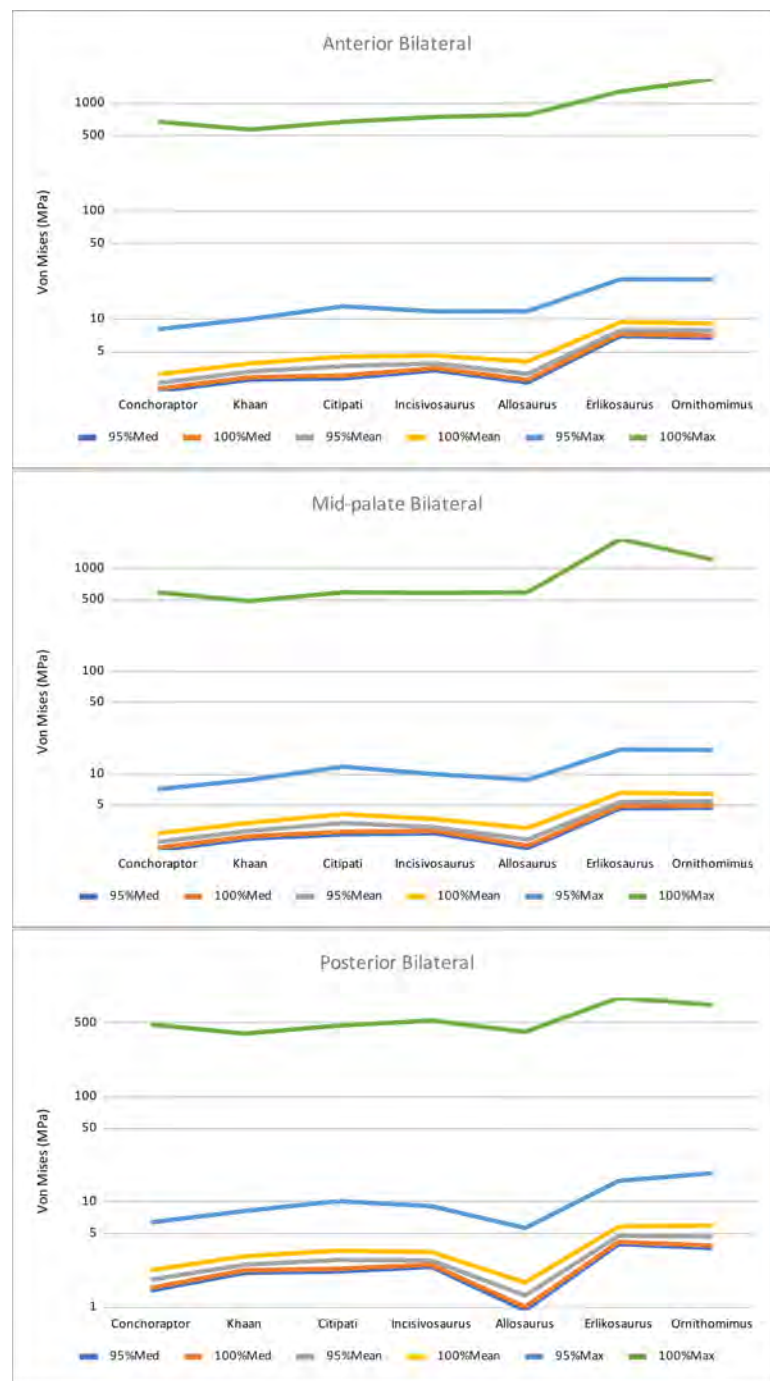 Anterior Bilateral
1000
500
100
50
10
5
Von Mises (MPa)
Conchoraptor Khaan Citipati Incisivosaurus Allosaurus Erlikosaurus Ornithomimus
95%Med 100%Med 95%Mean 100%Mean 95%Max 100%Max
Mid-palate Bilateral
1000
500
100
50
10
5
Von Mises (MPa)
Conchoraptor Khaan Citipati Incisivosaurus Allosaurus Erlikosaurus Ornithomimus
95%Med 100%Med 95%Mean 100%Mean 95%Max 100%Max
Posterior Bilateral
500
100
50
10
5
1
Von Mises (MPa)
Conchoraptor Khaan Citipati Incisivosaurus Allosaurus Erlikosaurus Ornithomimus
95%Med 100%Med 95%Mean 100%Mean 95%Max 100%Max